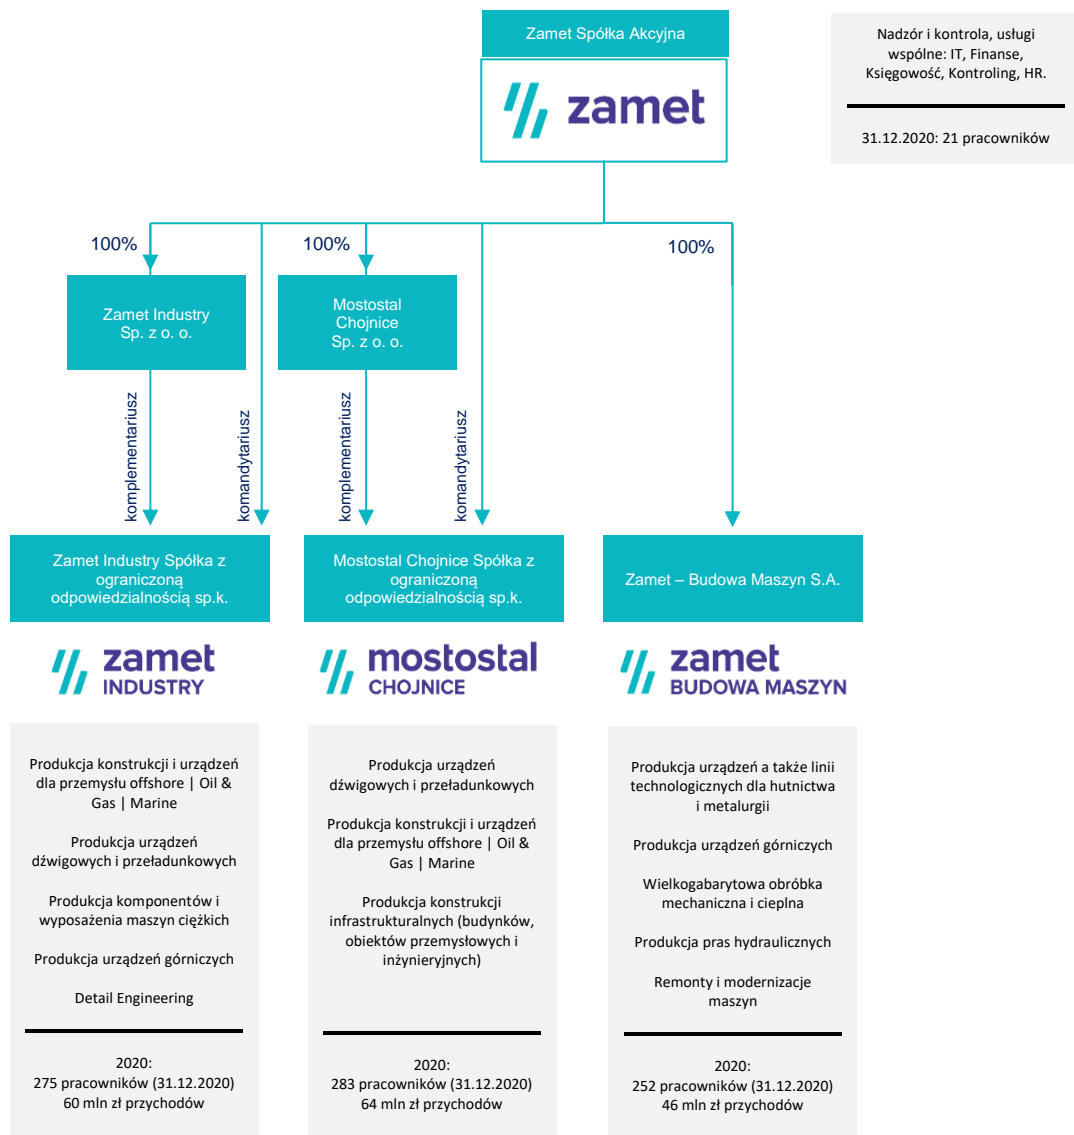 Zamet Spółka Akcyjna
zamet
Nadzór i kontrola, usługi
wspólne: IT, Finanse,
Księgowość, Kontroling, HR.
31.12.2020: 21 pracowników
100%
100%
100%
Zamet Industry
Sp. z o. o.
Mostostal
Chojnice
Sp. z o. o.
komplementariusz
komandytariusz
komplementariusz
komandytariusz
Zamet Industry Spółka z
ograniczoną
odpowiedzialnością sp.k.
zamet
INDUSTRY
Produkcja konstrukcji i urządzeń
dla przemysłu offshore | Oil &
Gas | Marine
Produkcja urządzeń
dźwigowych i przeładunkowych
Produkcja komponentów i
wyposażenia maszyn ciężkich
Produkcja urządzeń górniczych
Detail Engineering
2020:
275 pracowników (31.12.2020)
60 mln zł przychodów
Mostostal Chojnice Spółka z
ograniczoną
odpowiedzialnością sp.k.
mostostal
CHOJNICE
Produkcja urządzeń
dźwigowych i przeładunkowych
Produkcja konstrukcji i urządzeń
dla przemysłu offshore | Oil &
Gas | Marine
Produkcja konstrukcji
infrastrukturalnych (budynków,
obiektów przemysłowych i
inżynieryjnych)
2020:
283 pracowników (31.12.2020)
64 mln zł przychodów
Zamet – Budowa Maszyn S.A.
zamet
BUDOWA MASZYN
Produkcja urządzeń a także linii
technologicznych dla hutnictwa
i metalurgii
Produkcja urządzeń górniczych
Wielkogabarytowa obróbka
mechaniczna i cieplna
Produkcja pras hydraulicznych
Remonty i modernizacje
maszyn
2020:
252 pracowników (31.12.2020)
46 mln zł przychodów